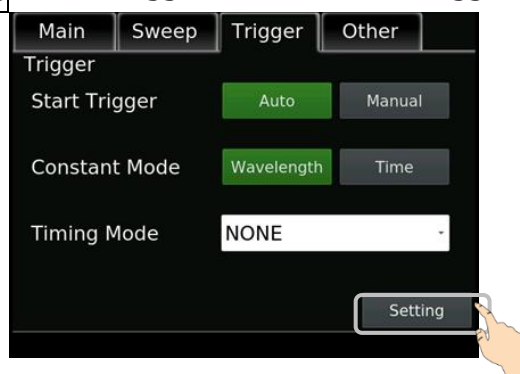 Main Sweep Trigger Other
Trigger
Start Trigger Auto Manual
Constant Mode Wavelength Time
Timing Mode NONE
Setting